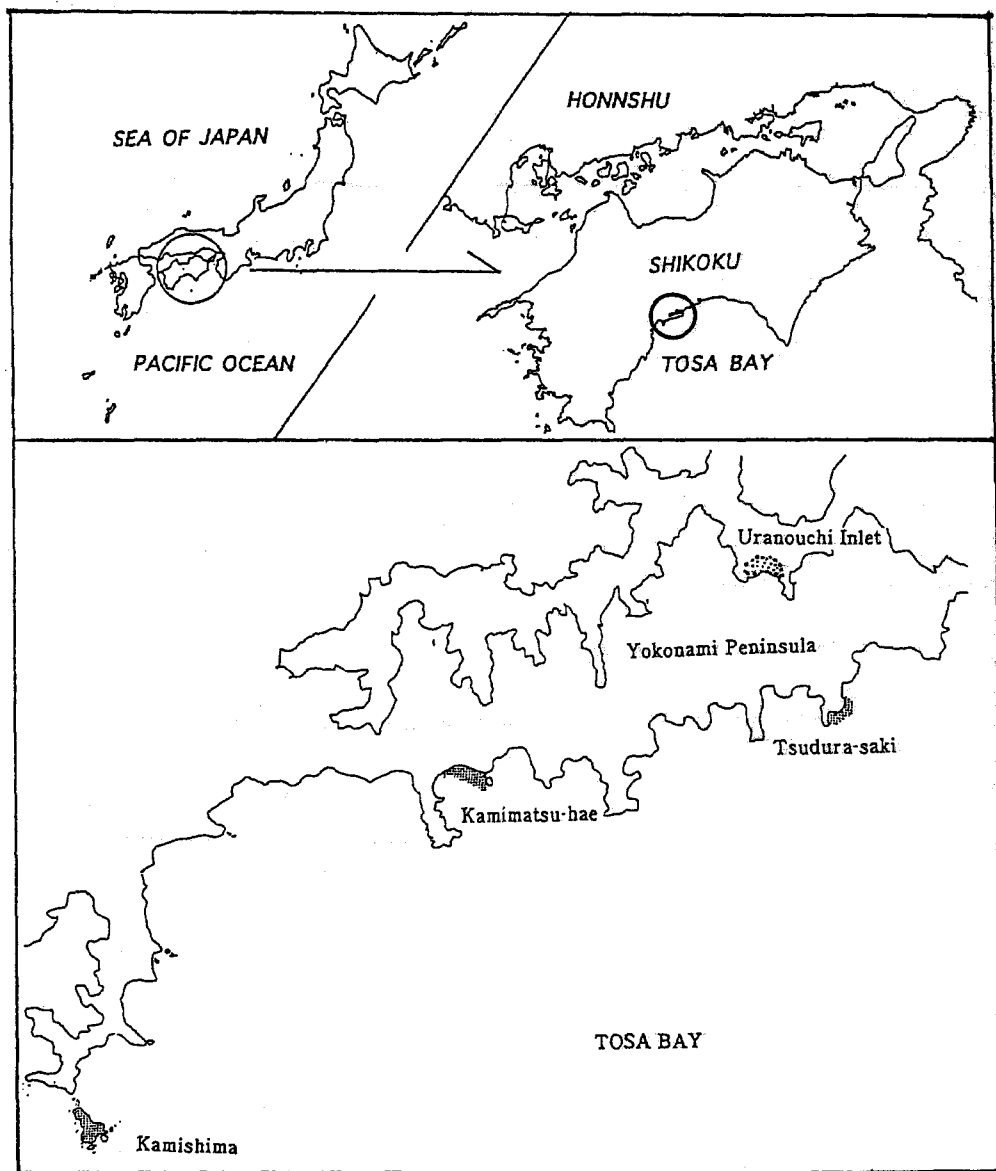 SEA OF JAPAN
PACIFIC OCEAN
HONNSHU
SHIKOKU
TOSA BAY
Uranouchi Inlet
Yokonami Peninsula
Tsudura-saki
Kamimatsu-hae
TOSA BAY
Kamishima